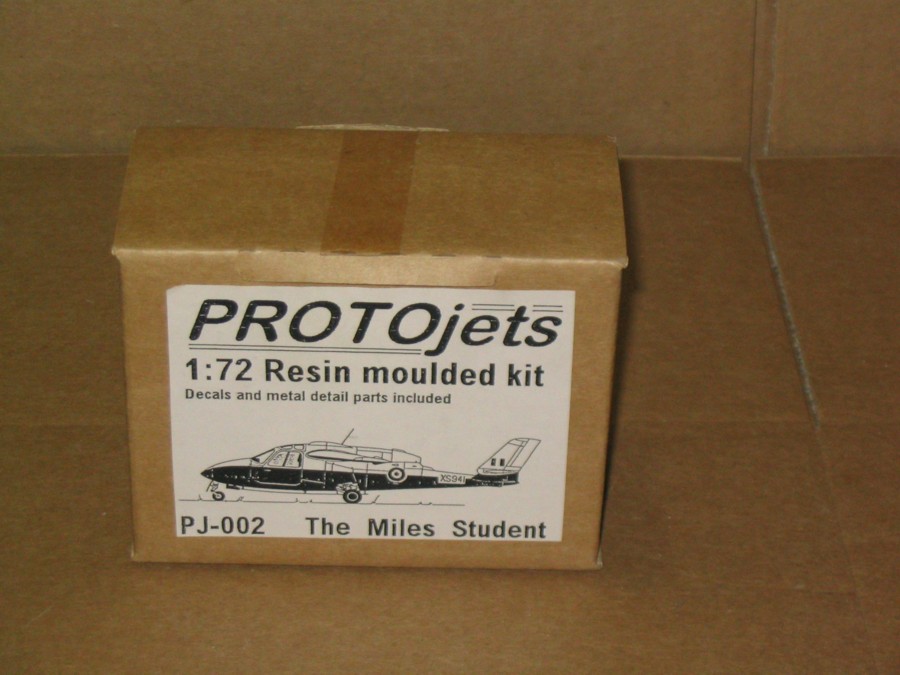 PROTOjets
1:72 Resin moulded kit
Decals and metal detail parts included
XS941
PJ-002 The Miles Student